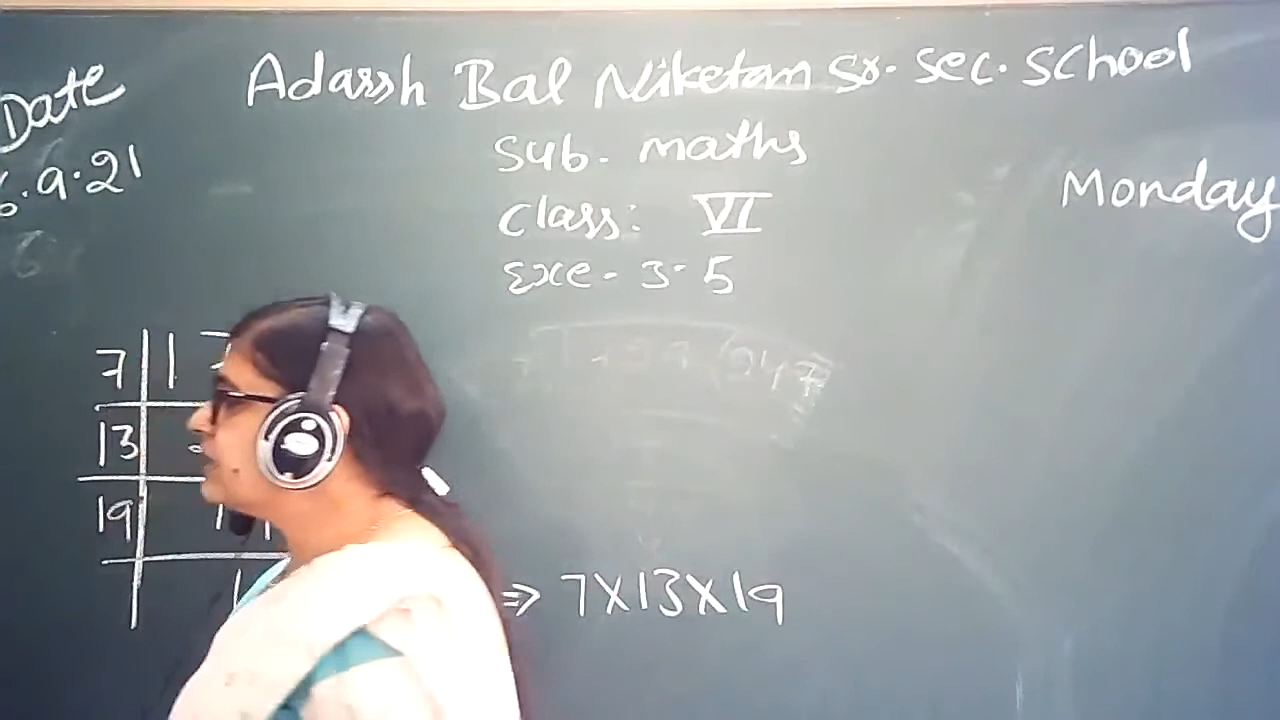 Adarsh Bal Niketan Sr. Sec. School
Date
6.9.21
Sub. maths
Monday
Class: VI
Exe - 3.5
7 | 1
13
19
1
⇒ 7X13X19